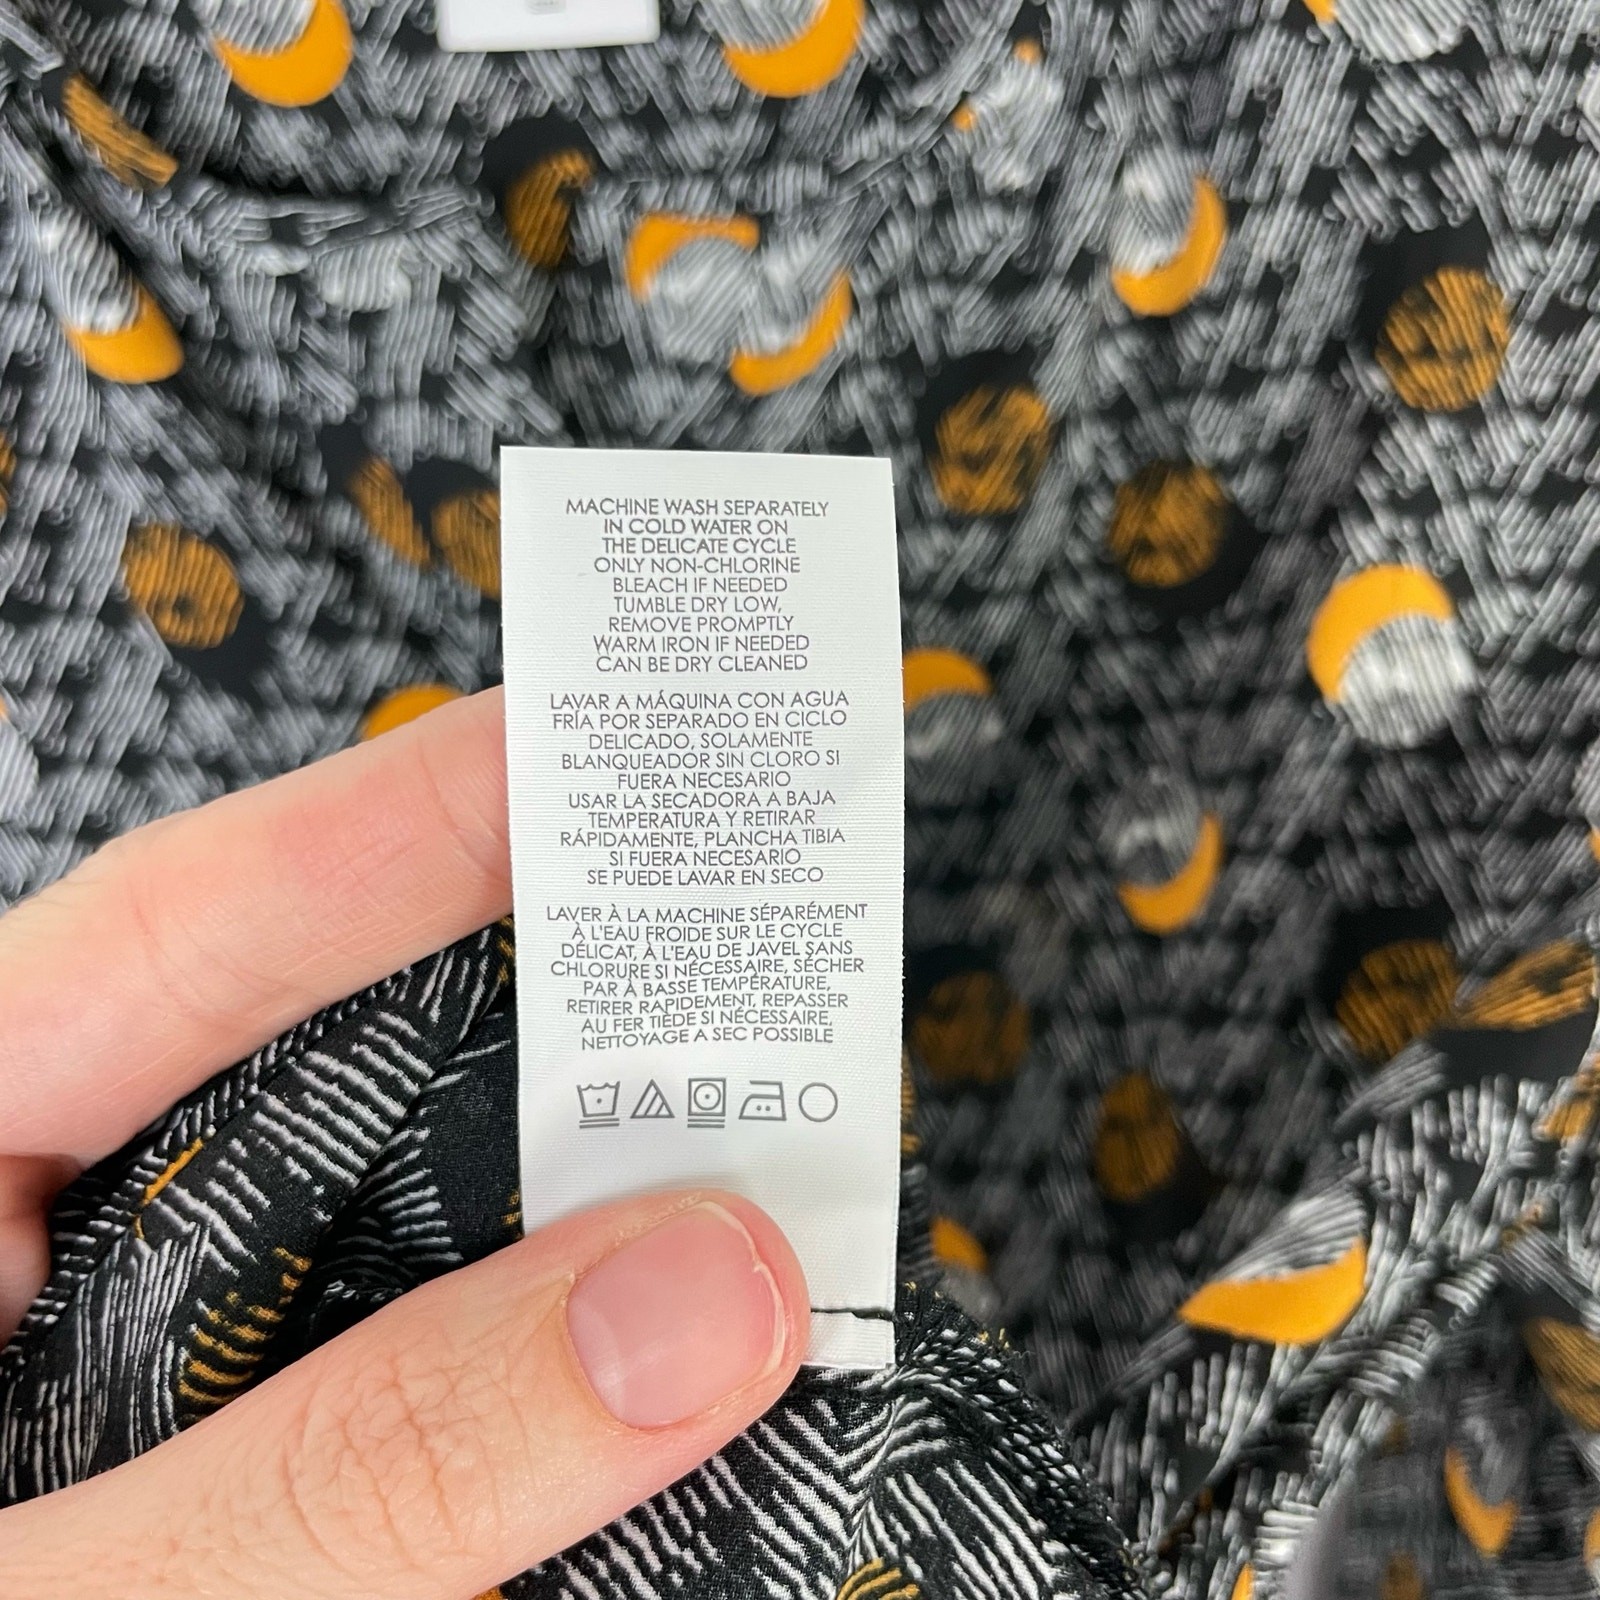 MACHINE WASH SEPARATELY
IN COLD WATER ON
THE DELICATE CYCLE
ONLY NON-CHLORINE
BLEACH IF NEEDED
TUMBLE DRY LOW,
REMOVE PROMPTLY
WARM IRON IF NEEDED
CAN BE DRY CLEANED
LAVAR A MÁQUINA CON AGUA
FRÍA POR SEPARADO EN CICLO
DELICADO, SOLAMENTE
BLANQUEADOR SIN CLORO SI
FUERA NECESARIO
USAR LA SECADORA A BAJA
TEMPERATURA Y RETIRAR
RÁPIDAMENTE, PLANCHA TIBIA
SI FUERA NECESARIO
SE PUEDE LAVAR EN SECO
LAVER À LA MACHINE SÉPARÉMENT
À L'EAU FROIDE SUR LE CYCLE
DÉLICAT, À L'EAU DE JAVEL SANS
CHLORURE SI NÉCESSAIRE, SÉCHER
PAR À BASSE TEMPÉRATURE,
RETIRER RAPIDEMENT, REPASSER
AU FER TIÈDE SI NÉCESSAIRE,
NETTOYAGE A SEC POSSIBLE